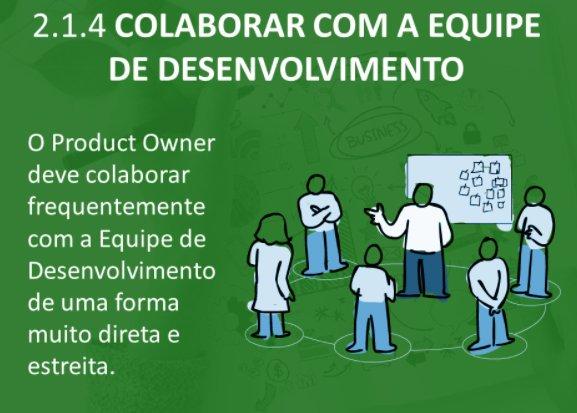 2.1.4 COLABORAR COM A EQUIPE
DE DESENVOLVIMENTO
O Product Owner
deve colaborar
frequentemente
com a Equipe de
Desenvolvimento
de uma forma
muito direta e
estreita.
BUSINESS